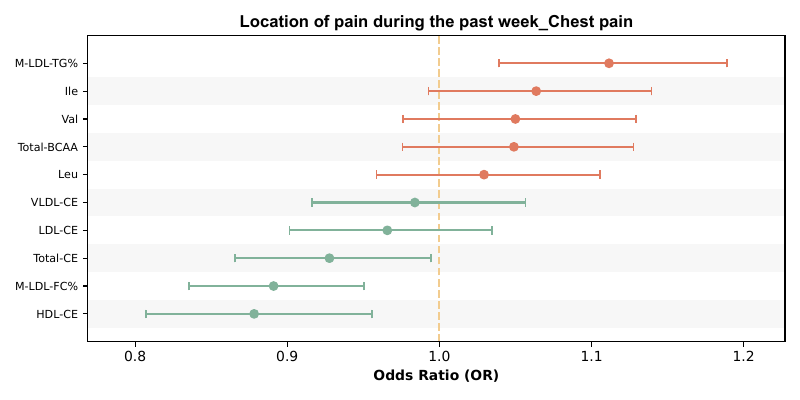 Location of pain during the past week_Chest pain
M-LDL-TG%
Ile
Val
Total-BCAA
Leu
VLDL-CE
LDL-CE
Total-CE
M-LDL-FC%
HDL-CE
0.8 0.9 1.0 1.1 1.2
Odds Ratio (OR)